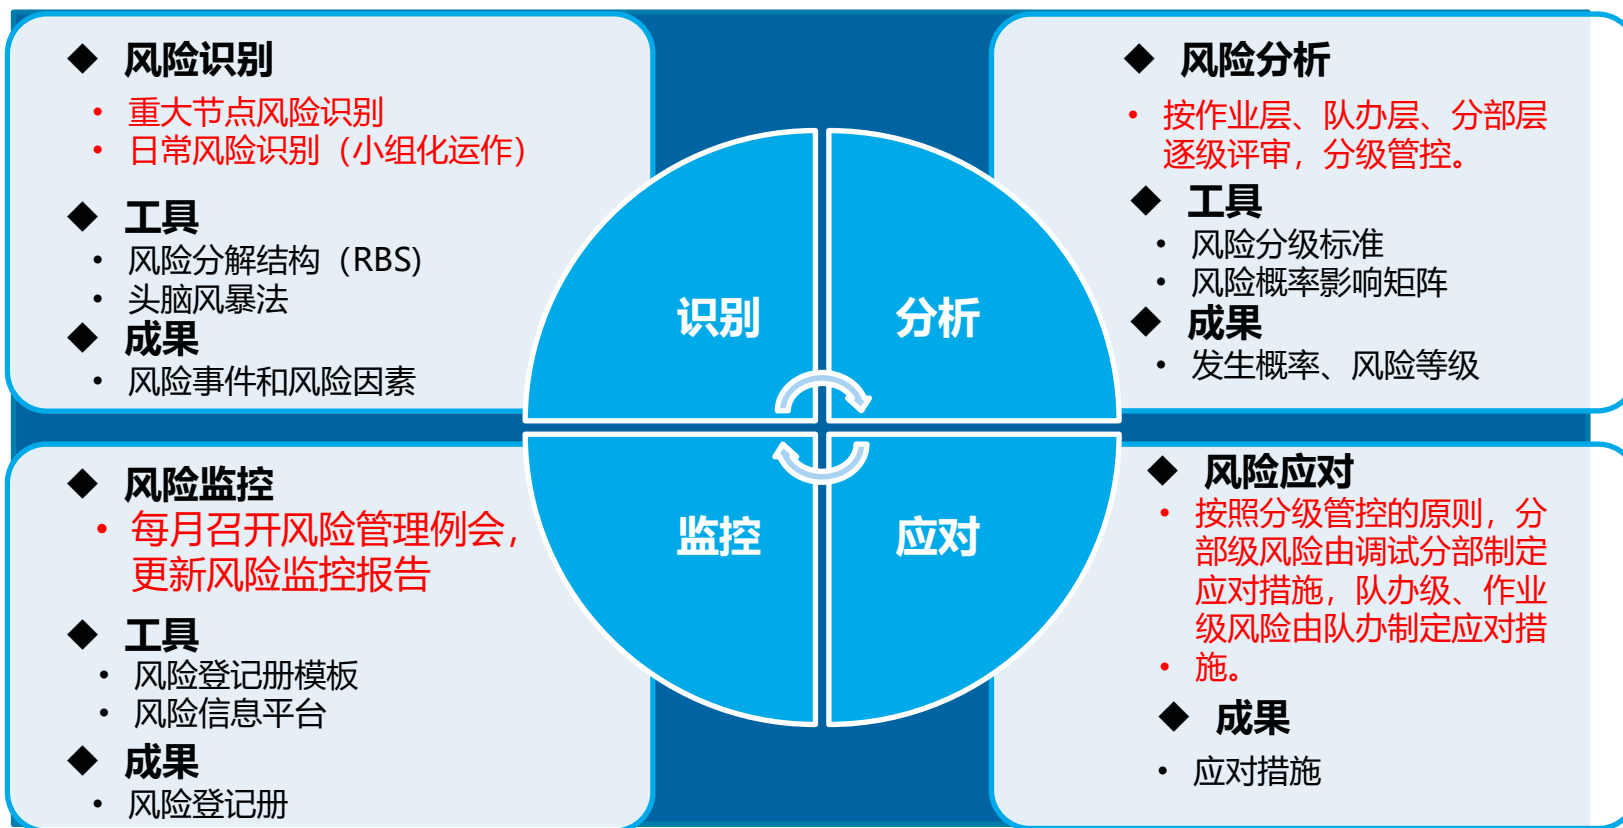 ◆ 风险识别
• 重大节点风险识别
• 日常风险识别（小组化运作）
◆ 工具
• 风险分解结构（RBS)
• 头脑风暴法
◆ 成果
• 风险事件和风险因素
◆ 风险分析
• 按作业层、队办层、分部层
逐级评审，分级管控。
◆ 工具
• 风险分级标准
• 风险概率影响矩阵
◆ 成果
• 发生概率、风险等级
识别
分析
监控
应对
◆ 风险监控
• 每月召开风险管理例会，
更新风险监控报告
◆ 工具
• 风险登记册模板
• 风险信息平台
◆ 成果
• 风险登记册
◆ 风险应对
• 按照分级管控的原则，分
部级风险由调试分部制定
应对措施，队办级、作业
级风险由队办制定应对措
• 施。
◆ 成果
• 应对措施